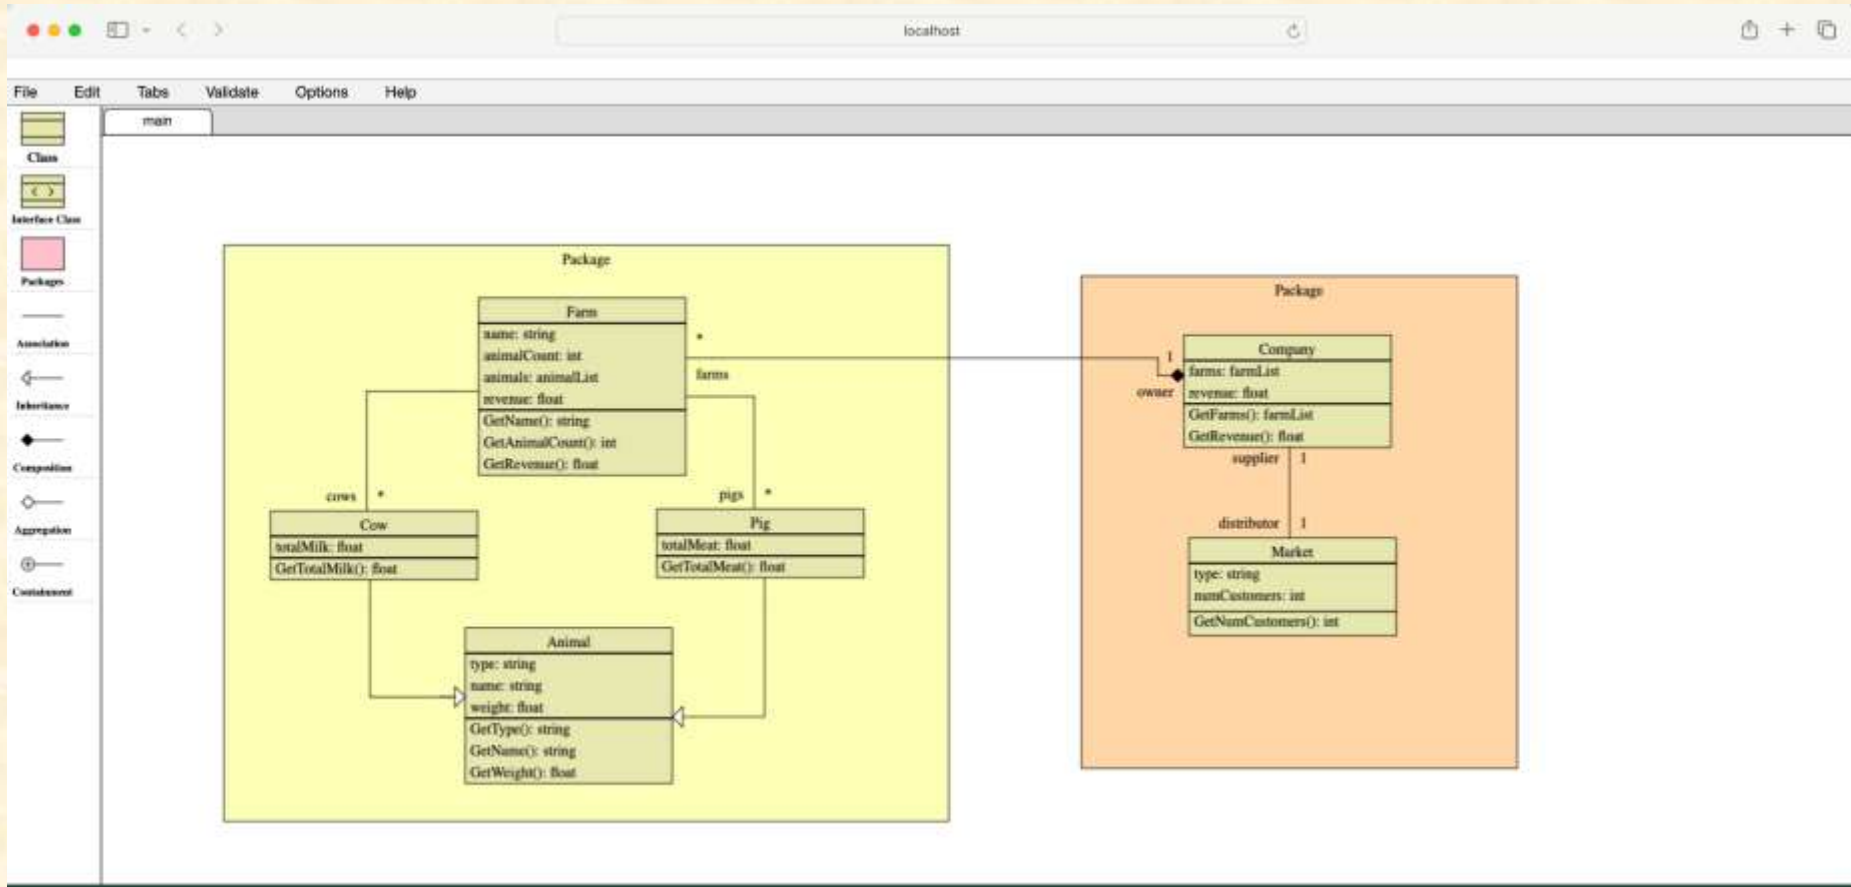 localhost
File Edit Tabs Validate Options Help
main
Class
Interface Class
Packages
Association
Inheritance
Composition
Aggregation
Containment
Package
Farm
name: string
animalCount: int
animals: animalList
revenue: float
GetName(): string
GetAnimalCount(): int
GetRevenue(): float
*
farms
cows *
pigs *
Cow
totalMilk: float
GetTotalMilk(): float
Pig
totalMeat: float
GetTotalMeat(): float
Animal
type: string
name: string
weight: float
GetType(): string
GetName(): string
GetWeight(): float
Package
1
owner
Company
farms: farmList
revenue: float
GetFarms(): farmList
GetRevenue(): float
supplier 1
distributor 1
Market
type: string
numCustomers: int
GetNumCustomers(): int